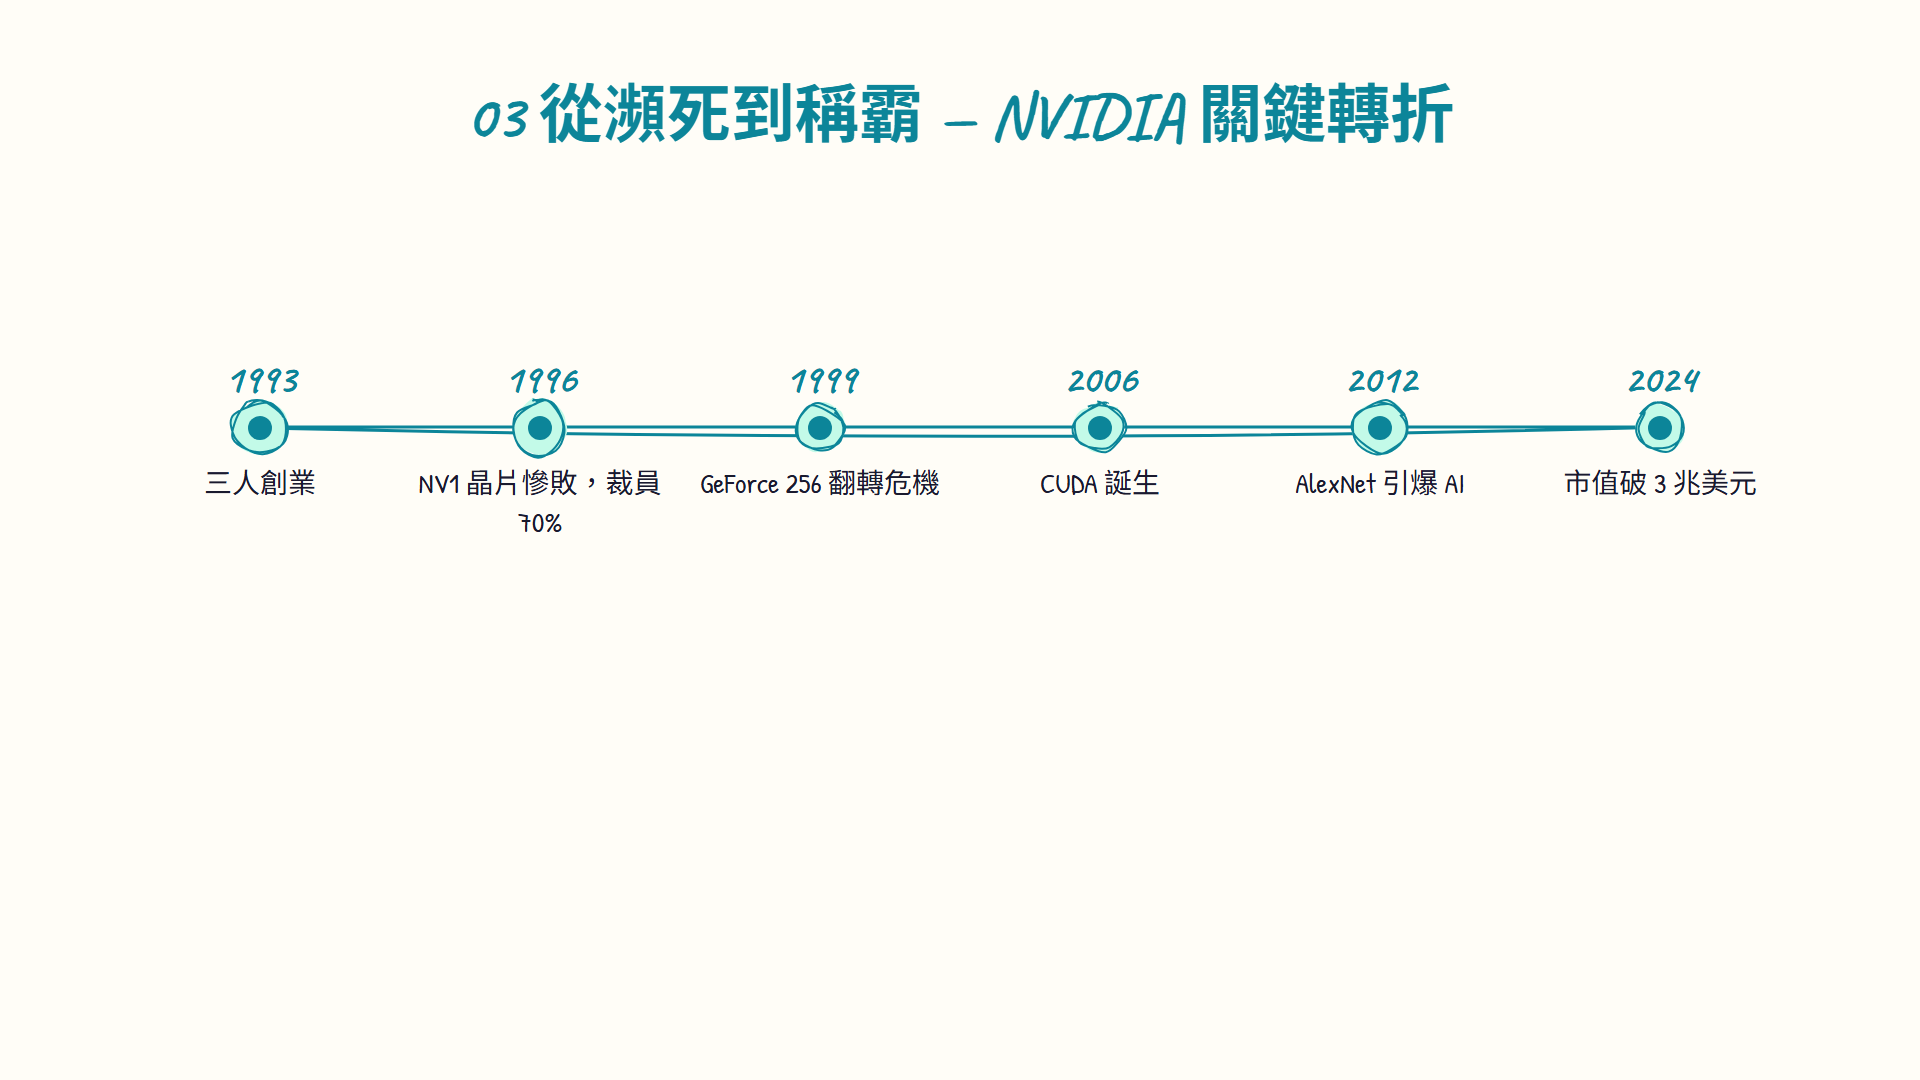 03 從瀕死到稱霸 – NVIDIA 關鍵轉折
1993
三人創業
1996
NV1 晶片慘敗，裁員
70%
1999
GeForce 256 翻轉危機
2006
CUDA 誕生
2012
AlexNet 引爆 AI
2024
市值破 3 兆美元